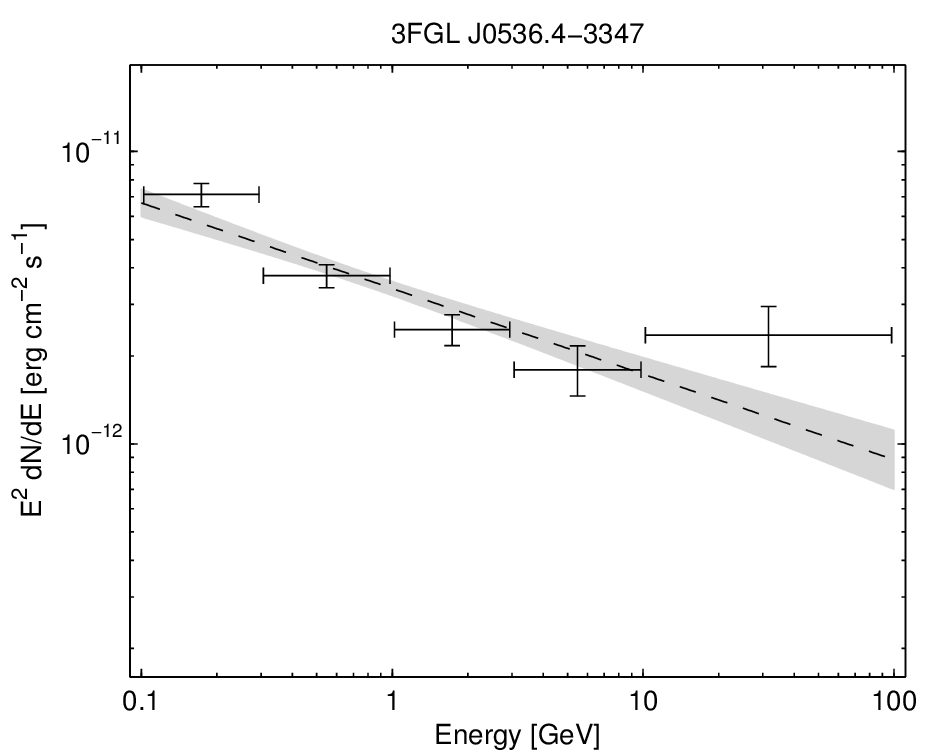 3FGL J0536.4−3347
10⁻¹¹
10⁻¹²
E² dN/dE [erg cm⁻² s⁻¹]
0.1 1 10 100
Energy [GeV]